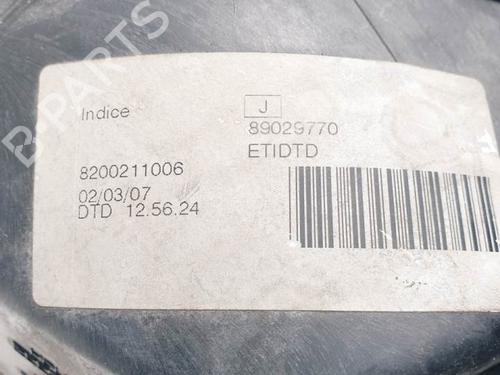 Indice
J
89029770
ETIDTD
8200211006
02/03/07
DTD 12.56.24
B-PARTS